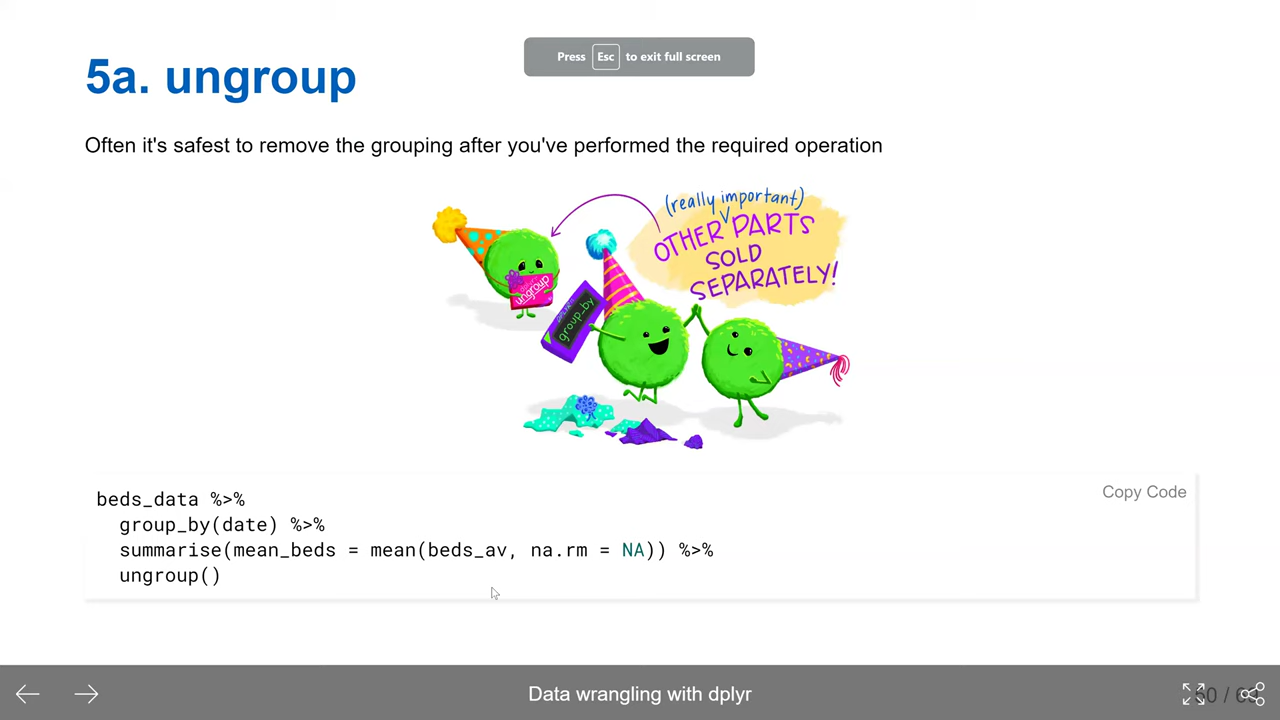 Press Esc to exit full screen
5a. ungroup
Often it's safest to remove the grouping after you've performed the required operation
(really important)
OTHER PARTS
SOLD
SEPARATELY!
ungroup
group_by
Copy Code
beds_data %>%
group_by(date) %>%
summarise(mean_beds = mean(beds_av, na.rm = NA)) %>%
ungroup()
Data wrangling with dplyr